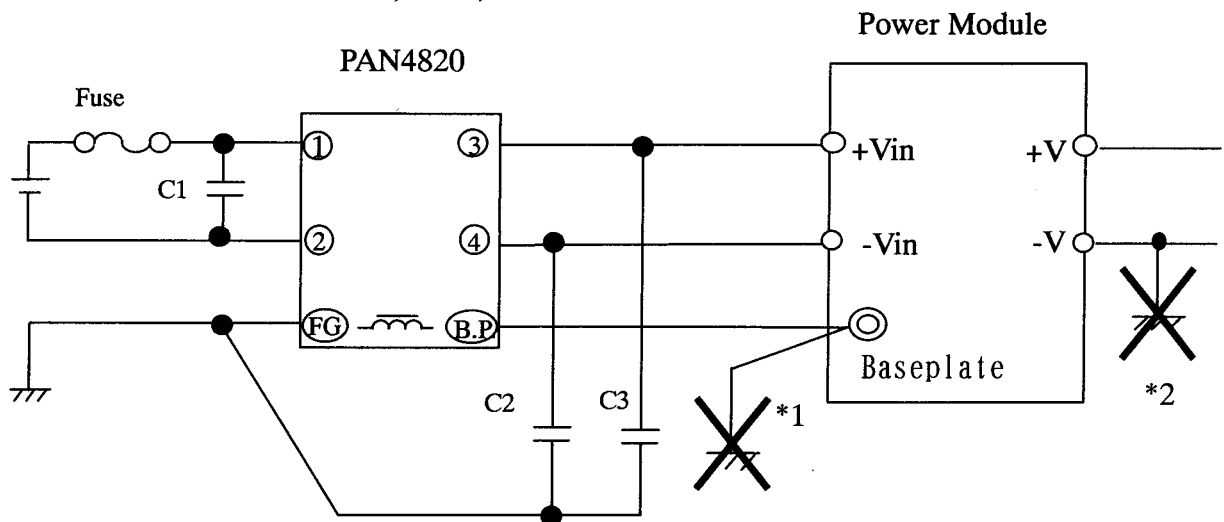 Power Module
PAN4820
Fuse
1
3
+Vin
+V
C1
2
4
-Vin
-V
FG
B.P.
Baseplate
C2
C3
*1
*2